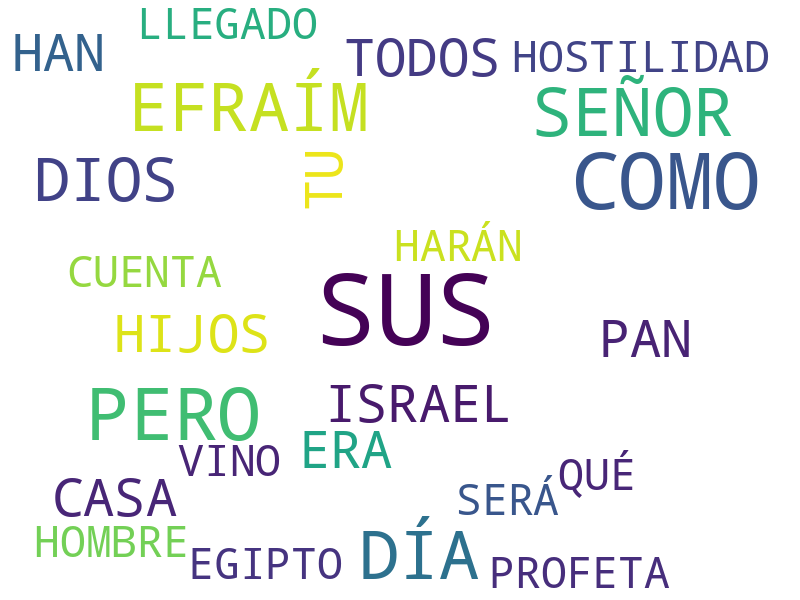 LLEGADO
HAN
TODOS
HOSTILIDAD
EFRAÍM
SEÑOR
DIOS
TU
COMO
HARÁN
CUENTA
SUS
HIJOS
PAN
PERO
ISRAEL
VINO
ERA
CASA
SERÁ
QUÉ
HOMBRE
EGIPTO
DÍA
PROFETA